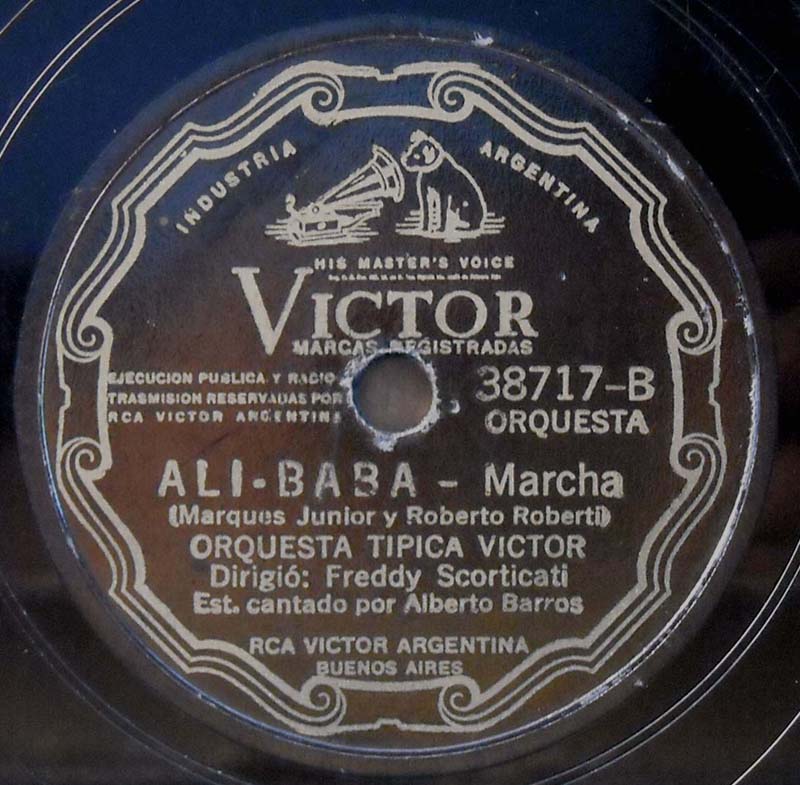 INDUSTRIA ARGENTINA
HIS MASTER'S VOICE
VICTOR
MARCAS REGISTRADAS
EJECUCION PUBLICA Y RADIO
TRASMISION RESERVADAS POR
RCA VICTOR ARGENTINA
38717-B
ORQUESTA
ALI-BABA - Marcha
(Marques Junior y Roberto Roberti)
ORQUESTA TIPICA VICTOR
Dirigió: Freddy Scorticati
Est. cantado por Alberto Barros
RCA VICTOR ARGENTINA
BUENOS AIRES